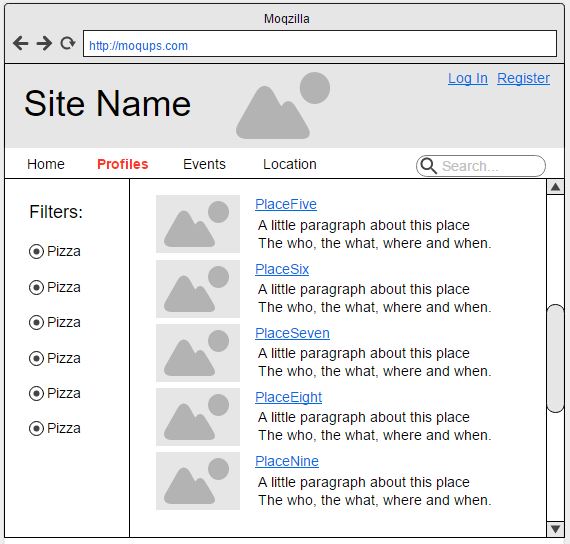 Moqzilla
http://moqups.com
Log In Register
Site Name
Home Profiles Events Location Search...
Filters:
Pizza
Pizza
Pizza
Pizza
Pizza
Pizza
PlaceFive
A little paragraph about this place
The who, the what, where and when.
PlaceSix
A little paragraph about this place
The who, the what, where and when.
PlaceSeven
A little paragraph about this place
The who, the what, where and when.
PlaceEight
A little paragraph about this place
The who, the what, where and when.
PlaceNine
A little paragraph about this place
The who, the what, where and when.